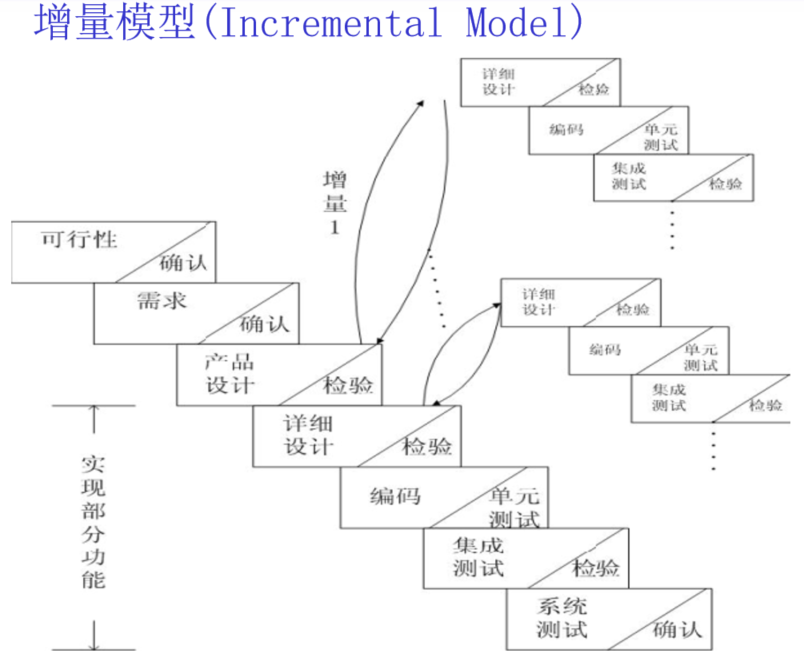 增量模型(Incremental Model)
详细
设计
检验
编码
单元
测试
集成
测试
检验
增
量
1
可行性
确认
需求
确认
产品
设计
检验
详细
设计
检验
编码
单元
测试
集成
测试
检验
详细
设计
检验
编码
单元
测试
集成
测试
检验
系统
测试
确认
实
现
部
分
功
能